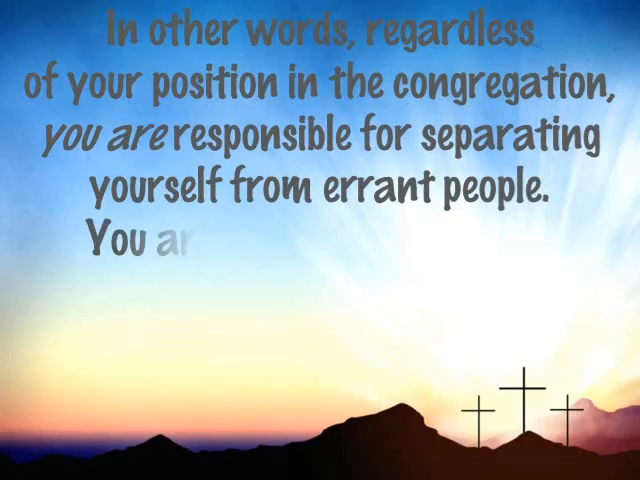 In other words, regardless
of your position in the congregation,
you are responsible for separating
yourself from errant people.
You